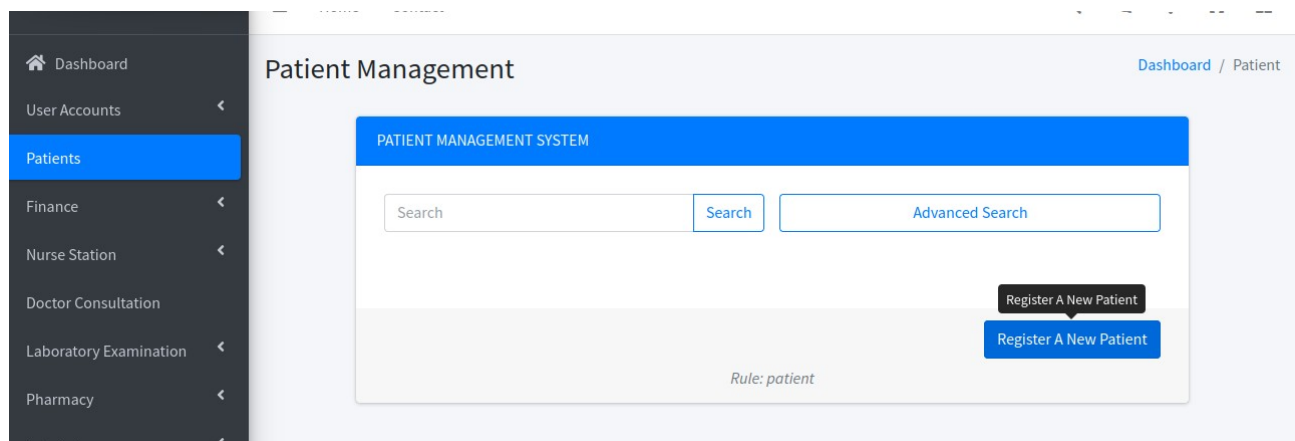 Dashboard
User Accounts
Patients
Finance
Nurse Station
Doctor Consultation
Laboratory Examination
Pharmacy
Patient Management
Dashboard / Patient
PATIENT MANAGEMENT SYSTEM
Search
Search
Advanced Search
Register A New Patient
Register A New Patient
Rule: patient